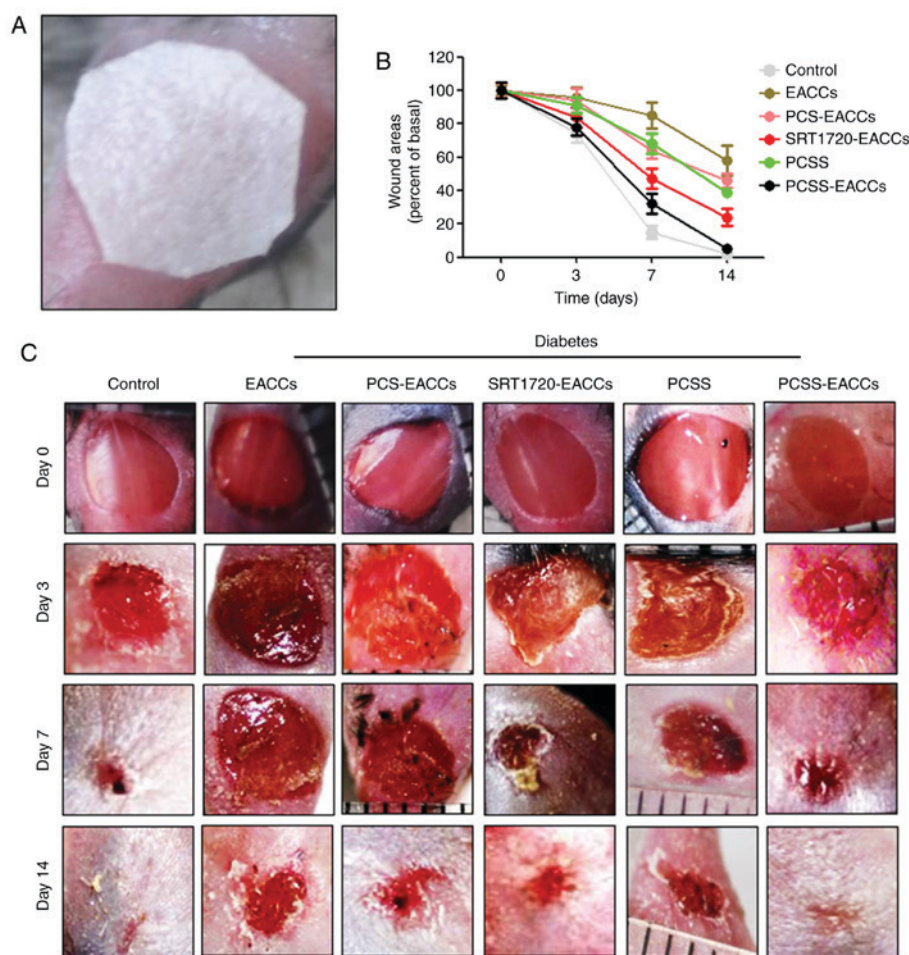 A
B
120
100
80
60
40
20
0
Wound areas
(percent of basal)
0 3 7 14
Time (days)
Control
EACCs
PCS-EACCs
SRT1720-EACCs
PCSS
PCSS-EACCs
C
Diabetes
Control EACCs PCS-EACCs SRT1720-EACCs PCSS PCSS-EACCs
Day 0
Day 3
Day 7
Day 14